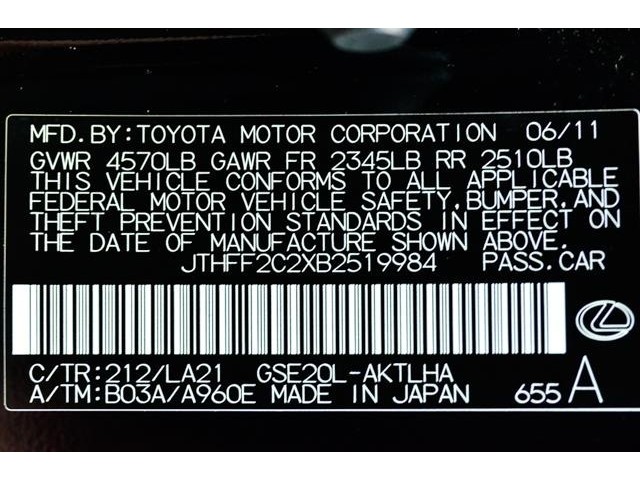 MFD.BY:TOYOTA MOTOR CORPORATION 06/11
GVWR 4570LB GAWR FR 2345LB RR 2510LB
THIS VEHICLE CONFORMS TO ALL APPLICABLE
FEDERAL MOTOR VEHICLE SAFETY,BUMPER,AND
THEFT PREVENTION STANDARDS IN EFFECT ON
THE DATE OF MANUFACTURE SHOWN ABOVE.
JTHFF2C2XB2519984 PASS.CAR
C/TR:212/LA21 GSE20L-AKTLHA
A/TM:B03A/A960E MADE IN JAPAN 655 A